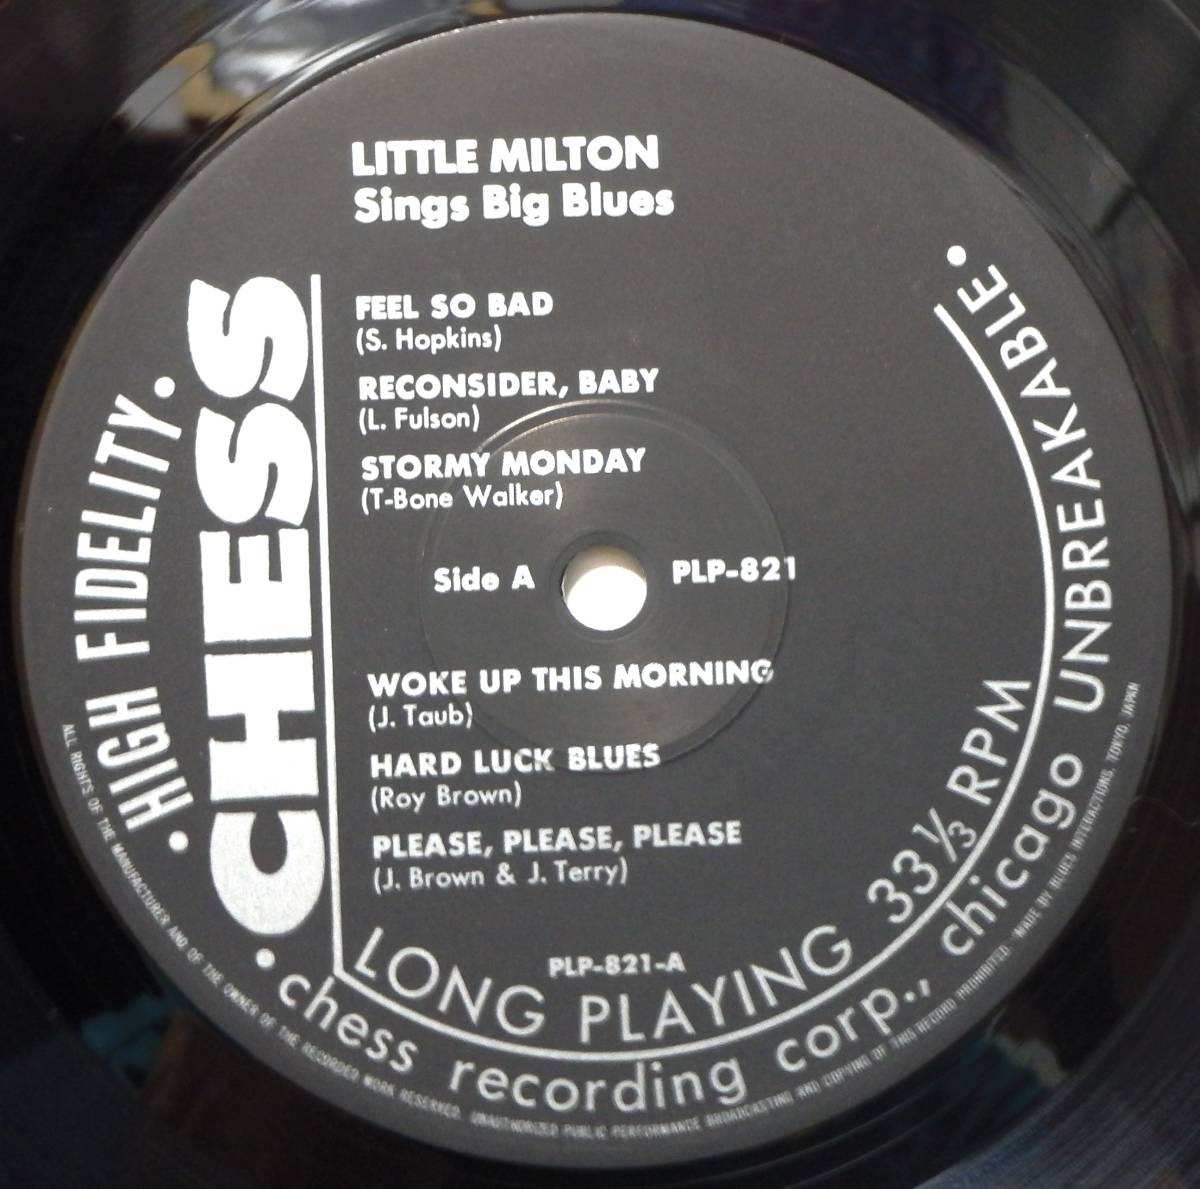 LITTLE MILTON
Sings Big Blues
FEEL SO BAD
(S. Hopkins)
RECONSIDER, BABY
(L. Fulson)
STORMY MONDAY
(T-Bone Walker)
Side A
PLP-821
WOKE UP THIS MORNING
(J. Taub)
HARD LUCK BLUES
(Roy Brown)
PLEASE, PLEASE, PLEASE
(J. Brown & J. Terry)
PLP-821-A
LONG PLAYING 33 1/3 RPM
CHESS
• HIGH FIDELITY •
• chess recording corp., chicago UNBREAKABLE •
ALL RIGHTS OF THE MANUFACTURER AND OF THE OWNER OF THE RECORDED WORK RESERVED. UNAUTHORIZED PUBLIC PERFORMANCE BROADCASTING AND COPYING OF THIS RECORD PROHIBITED. MADE BY BLUES INTERACTIONS, TOKYO, JAPAN